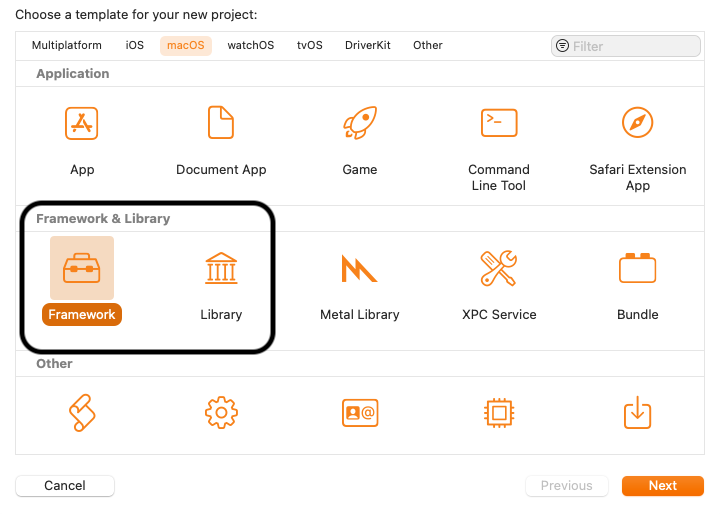 Choose a template for your new project:
Multiplatform iOS macOS watchOS tvOS DriverKit Other Filter
Application
App Document App Game Command Line Tool Safari Extension App
Framework & Library
Framework Library Metal Library XPC Service Bundle
Other
Cancel Previous Next